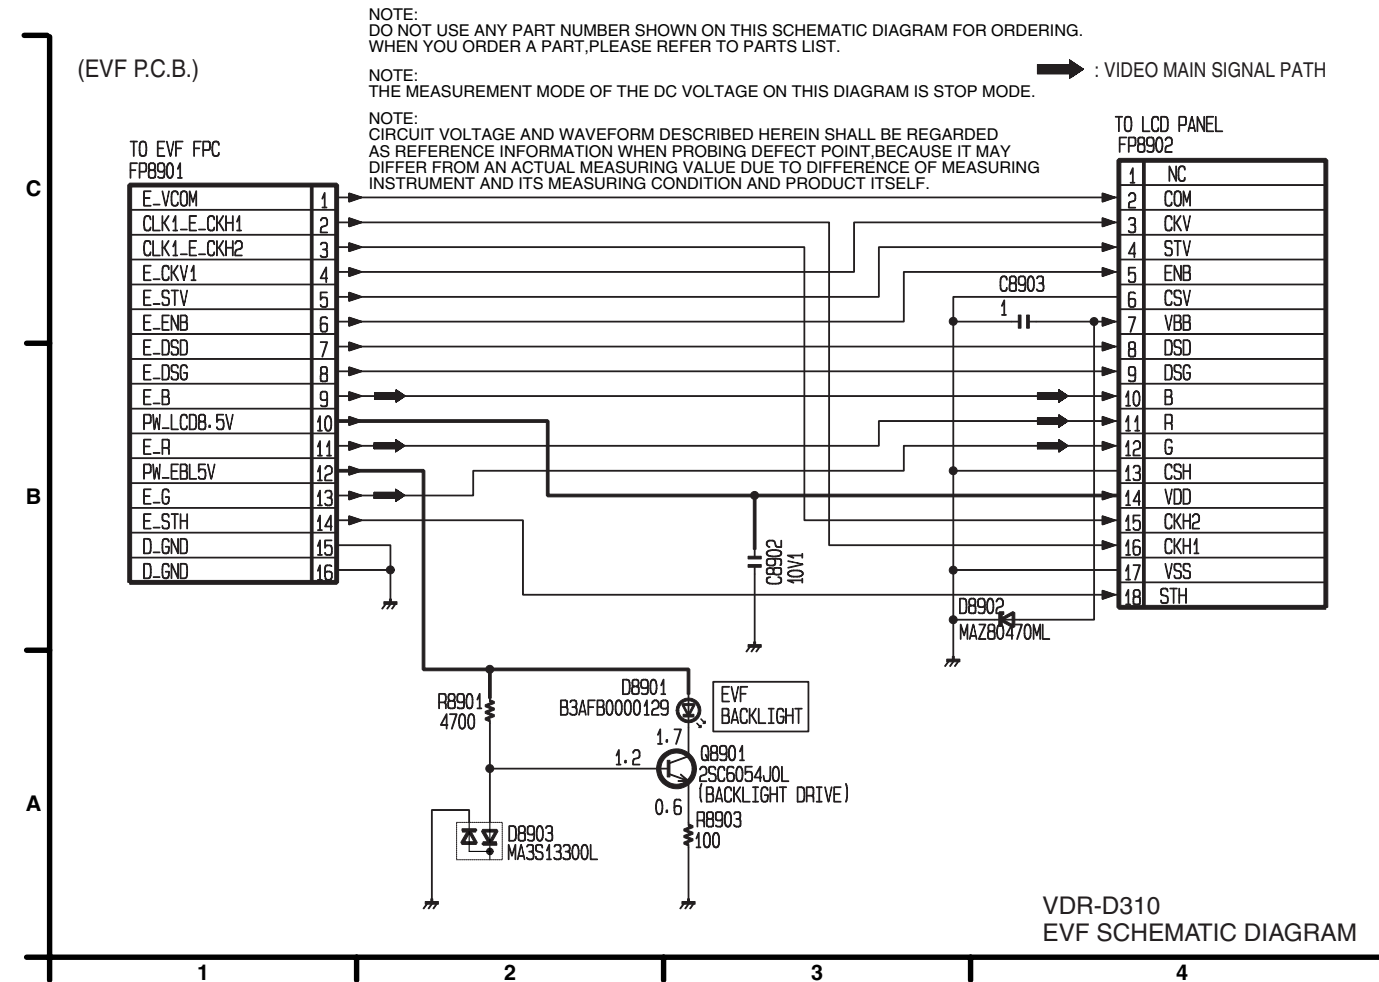 NOTE:
DO NOT USE ANY PART NUMBER SHOWN ON THIS SCHEMATIC DIAGRAM FOR ORDERING.
WHEN YOU ORDER A PART,PLEASE REFER TO PARTS LIST.
(EVF P.C.B.)
: VIDEO MAIN SIGNAL PATH
NOTE:
THE MEASUREMENT MODE OF THE DC VOLTAGE ON THIS DIAGRAM IS STOP MODE.
NOTE:
CIRCUIT VOLTAGE AND WAVEFORM DESCRIBED HEREIN SHALL BE REGARDED
AS REFERENCE INFORMATION WHEN PROBING DEFECT POINT,BECAUSE IT MAY
DIFFER FROM AN ACTUAL MEASURING VALUE DUE TO DIFFERENCE OF MEASURING
INSTRUMENT AND ITS MEASURING CONDITION AND PRODUCT ITSELF.
TO EVF FPC
FP8901
E_VCOM 1
CLK1_E_CKH1 2
CLK1_E_CKH2 3
E_CKV1 4
E_STV 5
E_ENB 6
E_DSD 7
E_DSG 8
E_B 9
PW_LCD8.5V 10
E_R 11
PW_EBL5V 12
E_G 13
E_STH 14
D_GND 15
D_GND 16
TO LCD PANEL
FP8902
1 NC
2 COM
3 CKV
4 STV
5 ENB
6 CSV
7 VBB
8 DSD
9 DSG
10 B
11 R
12 G
13 CSH
14 VDD
15 CKH2
16 CKH1
17 VSS
18 STH
C8903
1
C8902
10V1
D8902
MAZ80470ML
R8901
4700
D8901
B3AFB0000129
EVF
BACKLIGHT
1.7
1.2
Q8901
2SC6054J0L
(BACKLIGHT DRIVE)
0.6
R8903
100
D8903
MA3S13300L
VDR-D310
EVF SCHEMATIC DIAGRAM
C
B
A
1 2 3 4